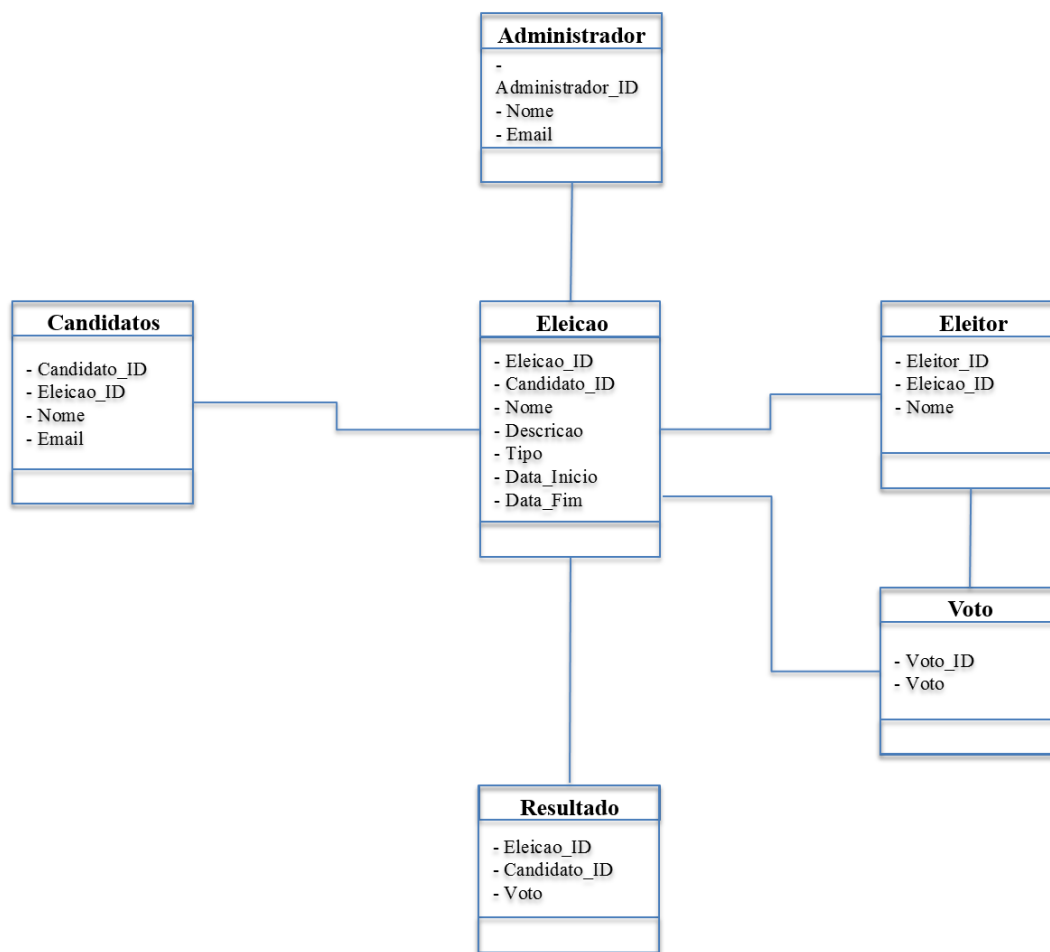 Administrador
-
Administrador_ID
- Nome
- Email
Candidatos
- Candidato_ID
- Eleicao_ID
- Nome
- Email
Eleicao
- Eleicao_ID
- Candidato_ID
- Nome
- Descricao
- Tipo
- Data_Inicio
- Data_Fim
Eleitor
- Eleitor_ID
- Eleicao_ID
- Nome
Voto
- Voto_ID
- Voto
Resultado
- Eleicao_ID
- Candidato_ID
- Voto